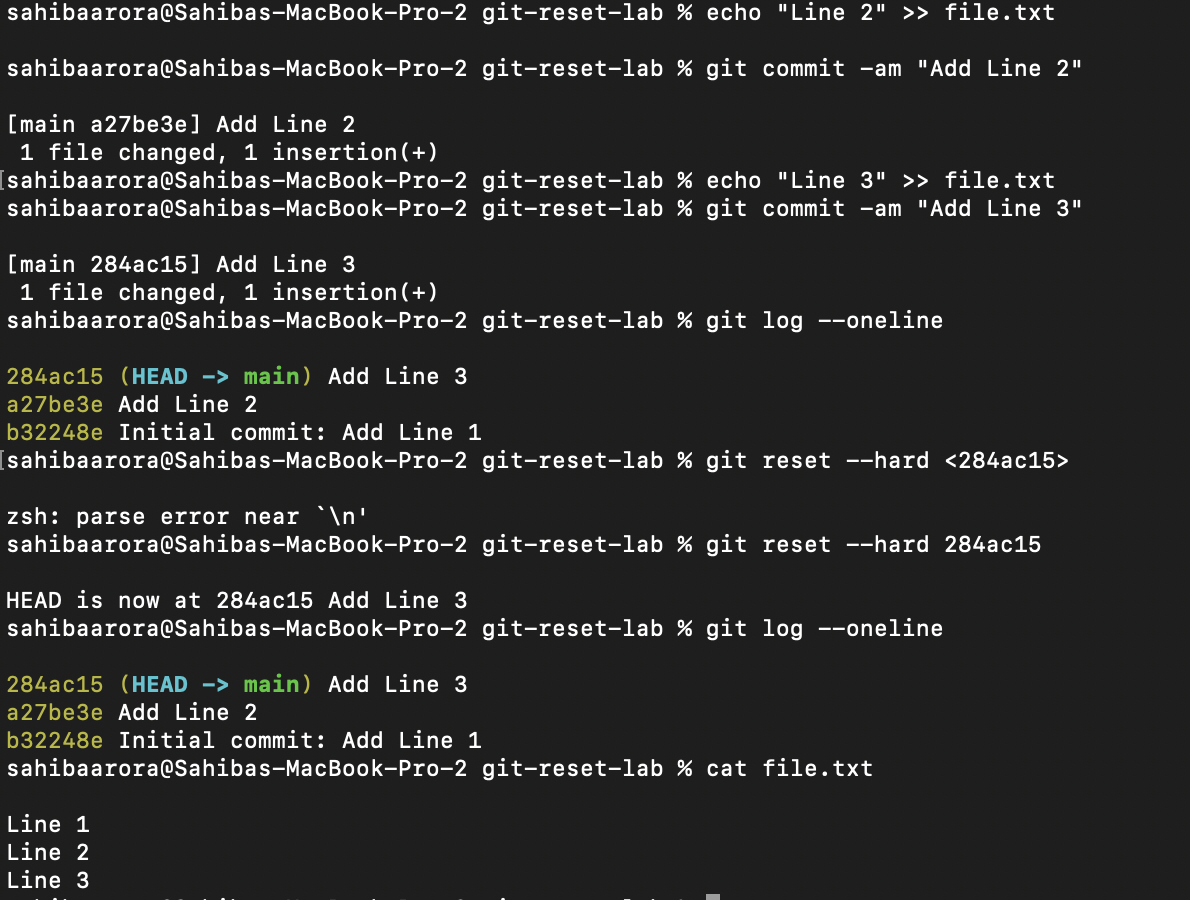 sahibaarora@Sahibas-MacBook-Pro-2 git-reset-lab % echo "Line 2" >> file.txt
sahibaarora@Sahibas-MacBook-Pro-2 git-reset-lab % git commit -am "Add Line 2"
[main a27be3e] Add Line 2
 1 file changed, 1 insertion(+)
[sahibaarora@Sahibas-MacBook-Pro-2 git-reset-lab % echo "Line 3" >> file.txt
sahibaarora@Sahibas-MacBook-Pro-2 git-reset-lab % git commit -am "Add Line 3"
[main 284ac15] Add Line 3
 1 file changed, 1 insertion(+)
sahibaarora@Sahibas-MacBook-Pro-2 git-reset-lab % git log --oneline
284ac15 (HEAD -> main) Add Line 3
a27be3e Add Line 2
b32248e Initial commit: Add Line 1
[sahibaarora@Sahibas-MacBook-Pro-2 git-reset-lab % git reset --hard <284ac15>
zsh: parse error near `\n'
sahibaarora@Sahibas-MacBook-Pro-2 git-reset-lab % git reset --hard 284ac15
HEAD is now at 284ac15 Add Line 3
sahibaarora@Sahibas-MacBook-Pro-2 git-reset-lab % git log --oneline
284ac15 (HEAD -> main) Add Line 3
a27be3e Add Line 2
b32248e Initial commit: Add Line 1
sahibaarora@Sahibas-MacBook-Pro-2 git-reset-lab % cat file.txt
Line 1
Line 2
Line 3